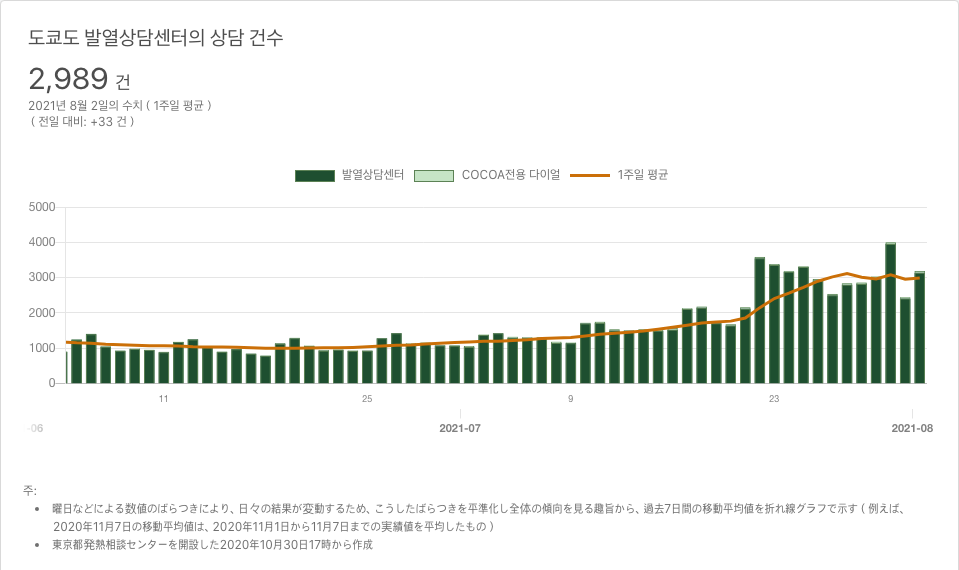 도쿄도 발열상담센터의 상담 건수
2,989 건
2021년 8월 2일의 수치 ( 1주일 평균 )
( 전일 대비: +33 건 )
발열상담센터 COCOA전용 다이얼 1주일 평균
5000
4000
3000
2000
1000
0
11 25 9 23
-06 2021-07 2021-08
주:
曜日などによる数値のばらつきにより、日々の結果が変動するため、こうしたばらつきを平準化し全体の傾向を見る趣旨から、過去7日間の移動平均値を折れ線グラフで示す ( 例えば、
2020年11月7日の移動平均値は、2020年11月1日から11月7日までの実績値を平均したもの )
東京都発熱相談センターを開設した2020年10月30日17時から作成